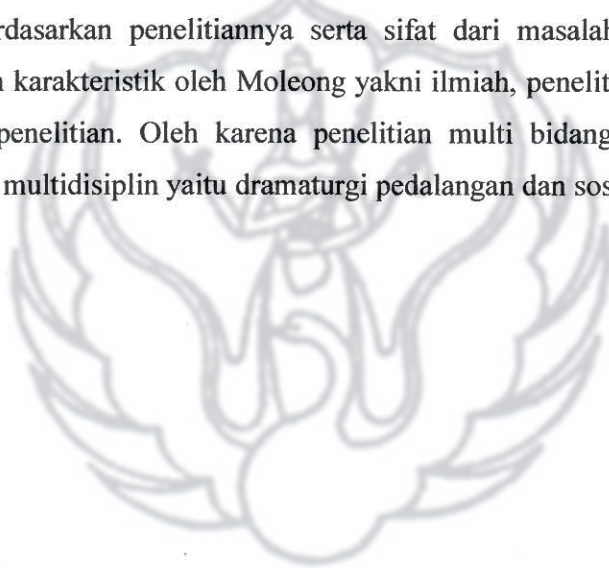 rdasarkan penelitiannya serta sifat dari masalah
karakteristik oleh Moleong yakni ilmiah, penelit
penelitian. Oleh karena penelitian multi bidang
multidisiplin yaitu dramaturgi pedalangan dan sos